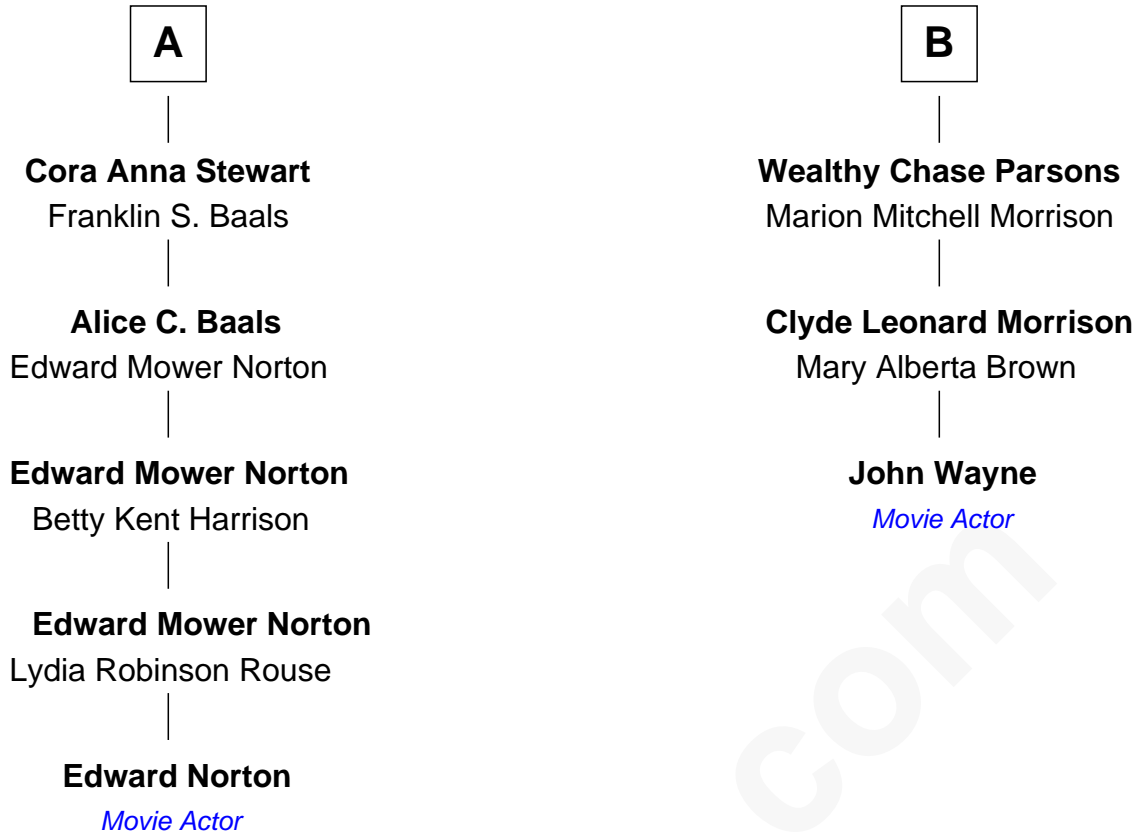 A
Cora Anna Stewart
Franklin S. Baals
Alice C. Baals
Edward Mower Norton
Edward Mower Norton
Betty Kent Harrison
Edward Mower Norton
Lydia Robinson Rouse
Edward Norton
Movie Actor
B
Wealthy Chase Parsons
Marion Mitchell Morrison
Clyde Leonard Morrison
Mary Alberta Brown
John Wayne
Movie Actor
com